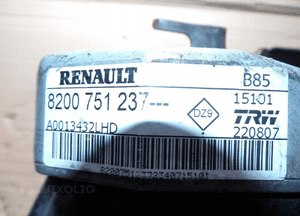 RENAULT
B85
8200 751 237---
DZ9
15101
TRW
A0013432LHD
220807